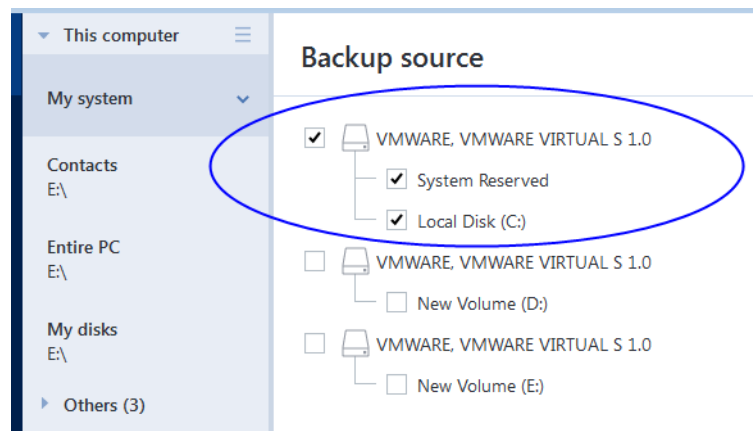 This computer
My system
Contacts
E:\
Entire PC
E:\
My disks
E:\
Others (3)
Backup source
VMWARE, VMWARE VIRTUAL S 1.0
System Reserved
Local Disk (C:)
VMWARE, VMWARE VIRTUAL S 1.0
New Volume (D:)
VMWARE, VMWARE VIRTUAL S 1.0
New Volume (E:)